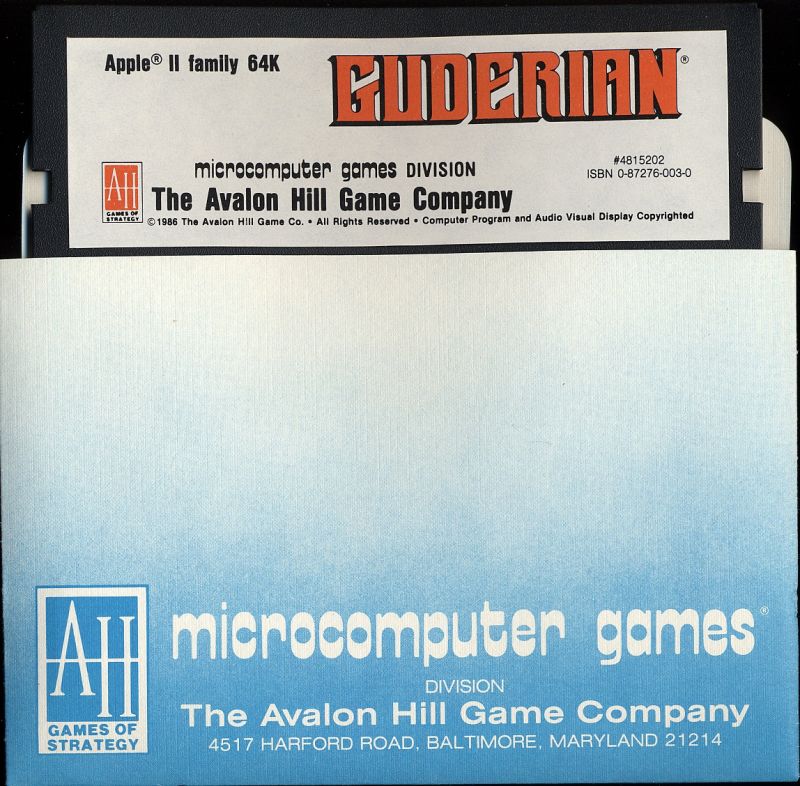 Apple® II family 64K
GUDERIAN®
#4815202
ISBN 0-87276-003-0
microcomputer games DIVISION
AH
GAMES OF
STRATEGY
The Avalon Hill Game Company
©1986 The Avalon Hill Game Co. • All Rights Reserved • Computer Program and Audio Visual Display Copyrighted
AH
GAMES OF
STRATEGY
microcomputer games®
DIVISION
The Avalon Hill Game Company
4517 HARFORD ROAD, BALTIMORE, MARYLAND 21214